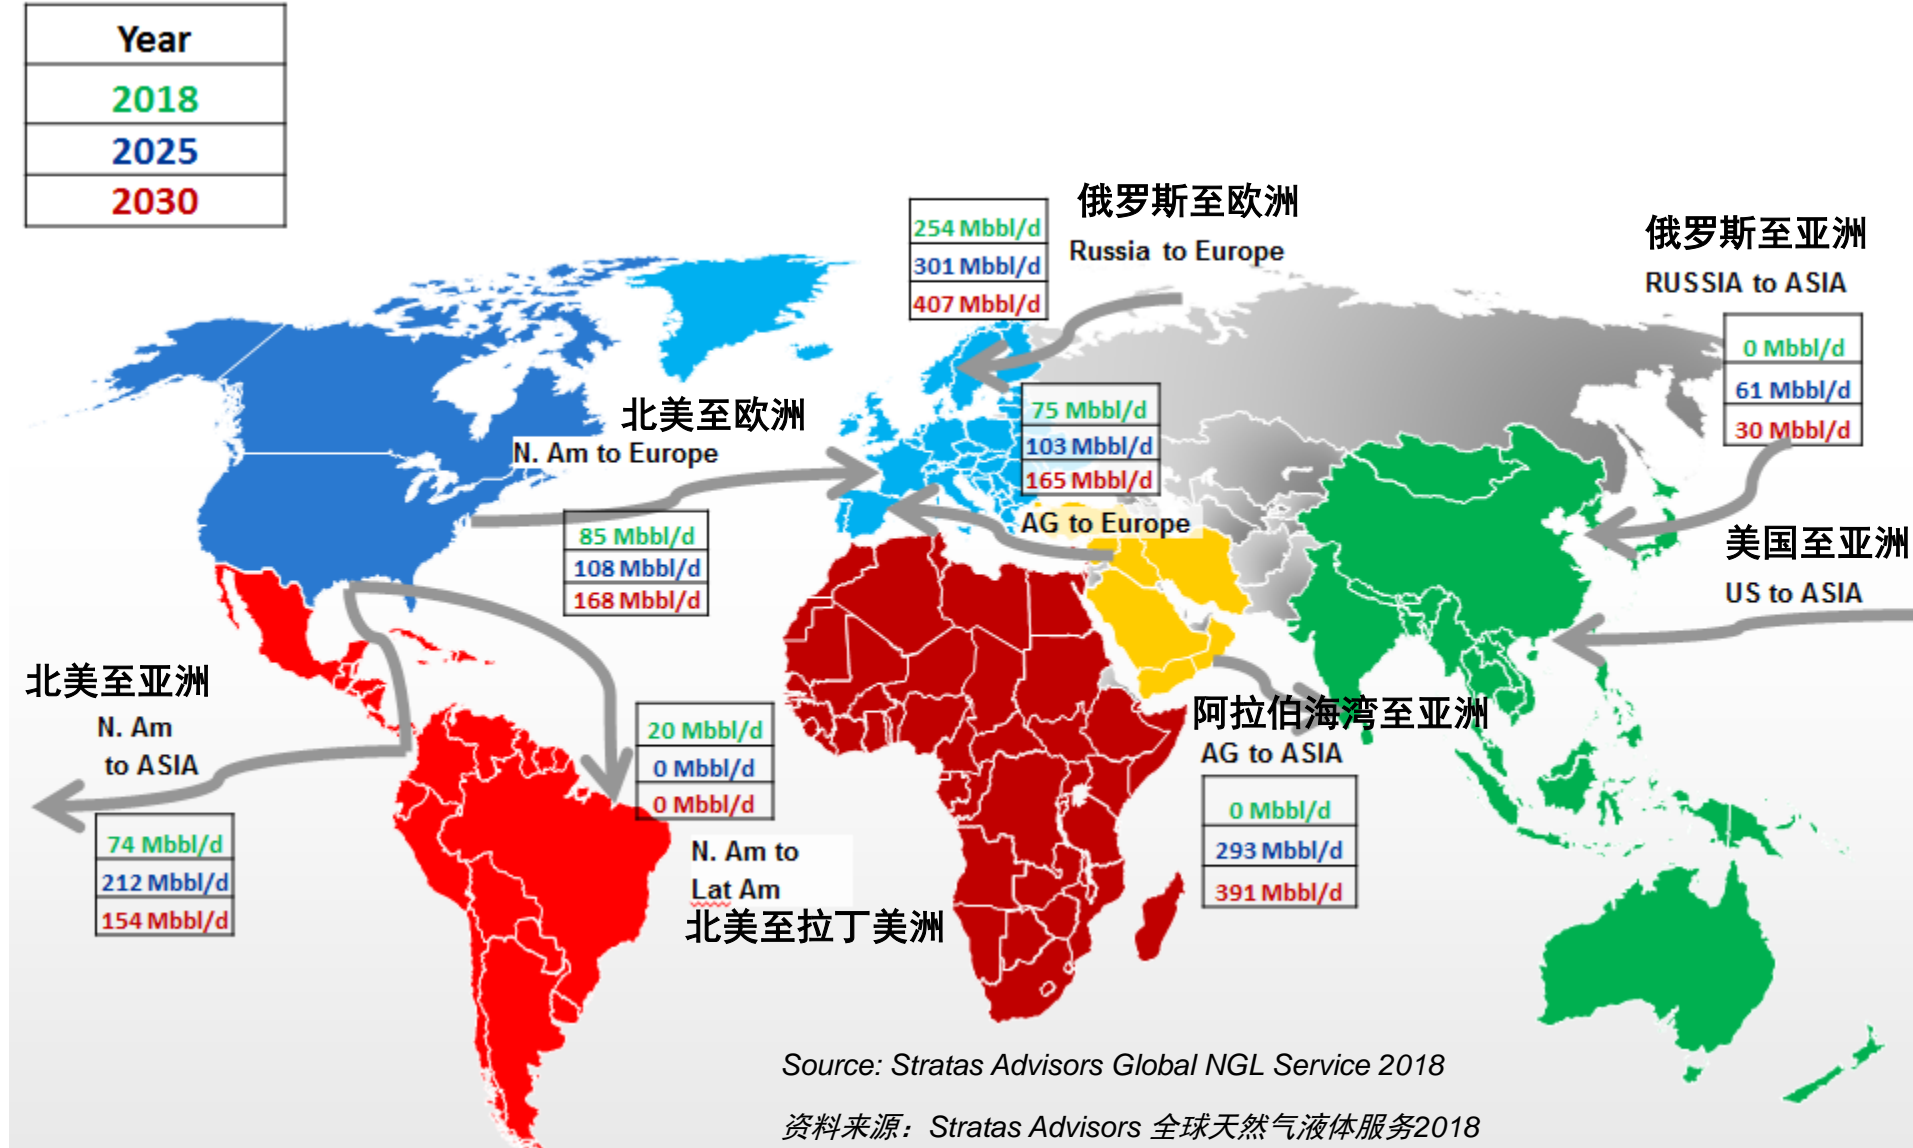 Year
2018
2025
2030
254 Mbbl/d
301 Mbbl/d
407 Mbbl/d
俄罗斯至欧洲
Russia to Europe
俄罗斯至亚洲
RUSSIA to ASIA
0 Mbbl/d
61 Mbbl/d
30 Mbbl/d
北美至欧洲
N. Am to Europe
75 Mbbl/d
103 Mbbl/d
165 Mbbl/d
AG to Europe
85 Mbbl/d
108 Mbbl/d
168 Mbbl/d
美国至亚洲
US to ASIA
北美至亚洲
N. Am
to ASIA
74 Mbbl/d
212 Mbbl/d
154 Mbbl/d
20 Mbbl/d
0 Mbbl/d
0 Mbbl/d
N. Am to
Lat Am
北美至拉丁美洲
阿拉伯海湾至亚洲
AG to ASIA
0 Mbbl/d
293 Mbbl/d
391 Mbbl/d
Source: Stratas Advisors Global NGL Service 2018
资料来源：Stratas Advisors 全球天然气液体服务2018